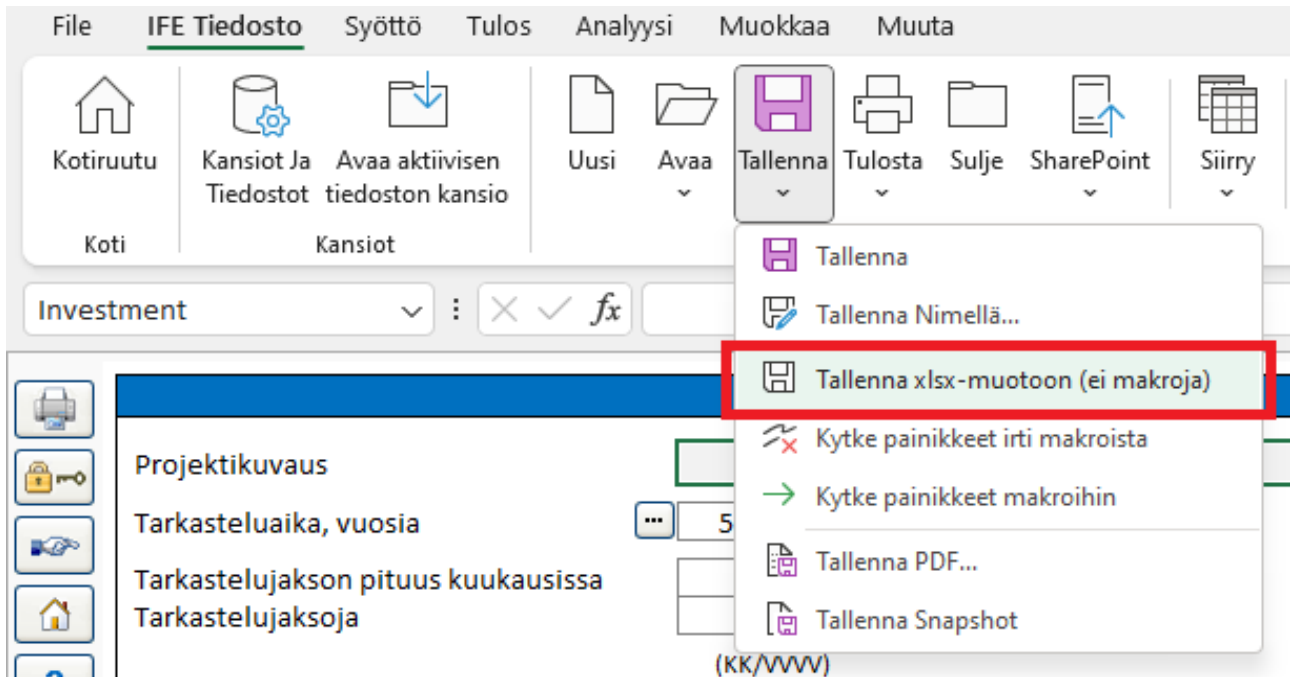 File IFE Tiedosto Syöttö Tulos Analyysi Muokkaa Muuta
Kotiruutu
Kansiot Ja
Tiedostot
Avaa aktiivisen
tiedoston kansio
Uusi
Avaa
Tallenna
Tulosta
Sulje
SharePoint
Siirry
Koti
Kansiot
Investment
fx
Tallenna
Tallenna Nimellä...
Tallenna xlsx-muotoon (ei makroja)
Kytke painikkeet irti makroista
Kytke painikkeet makroihin
Tallenna PDF...
Tallenna Snapshot
Projektikuvaus
Tarkasteluaika, vuosia
5
Tarkastelujakson pituus kuukausissa
Tarkastelujaksoja
(KK/VVVV)